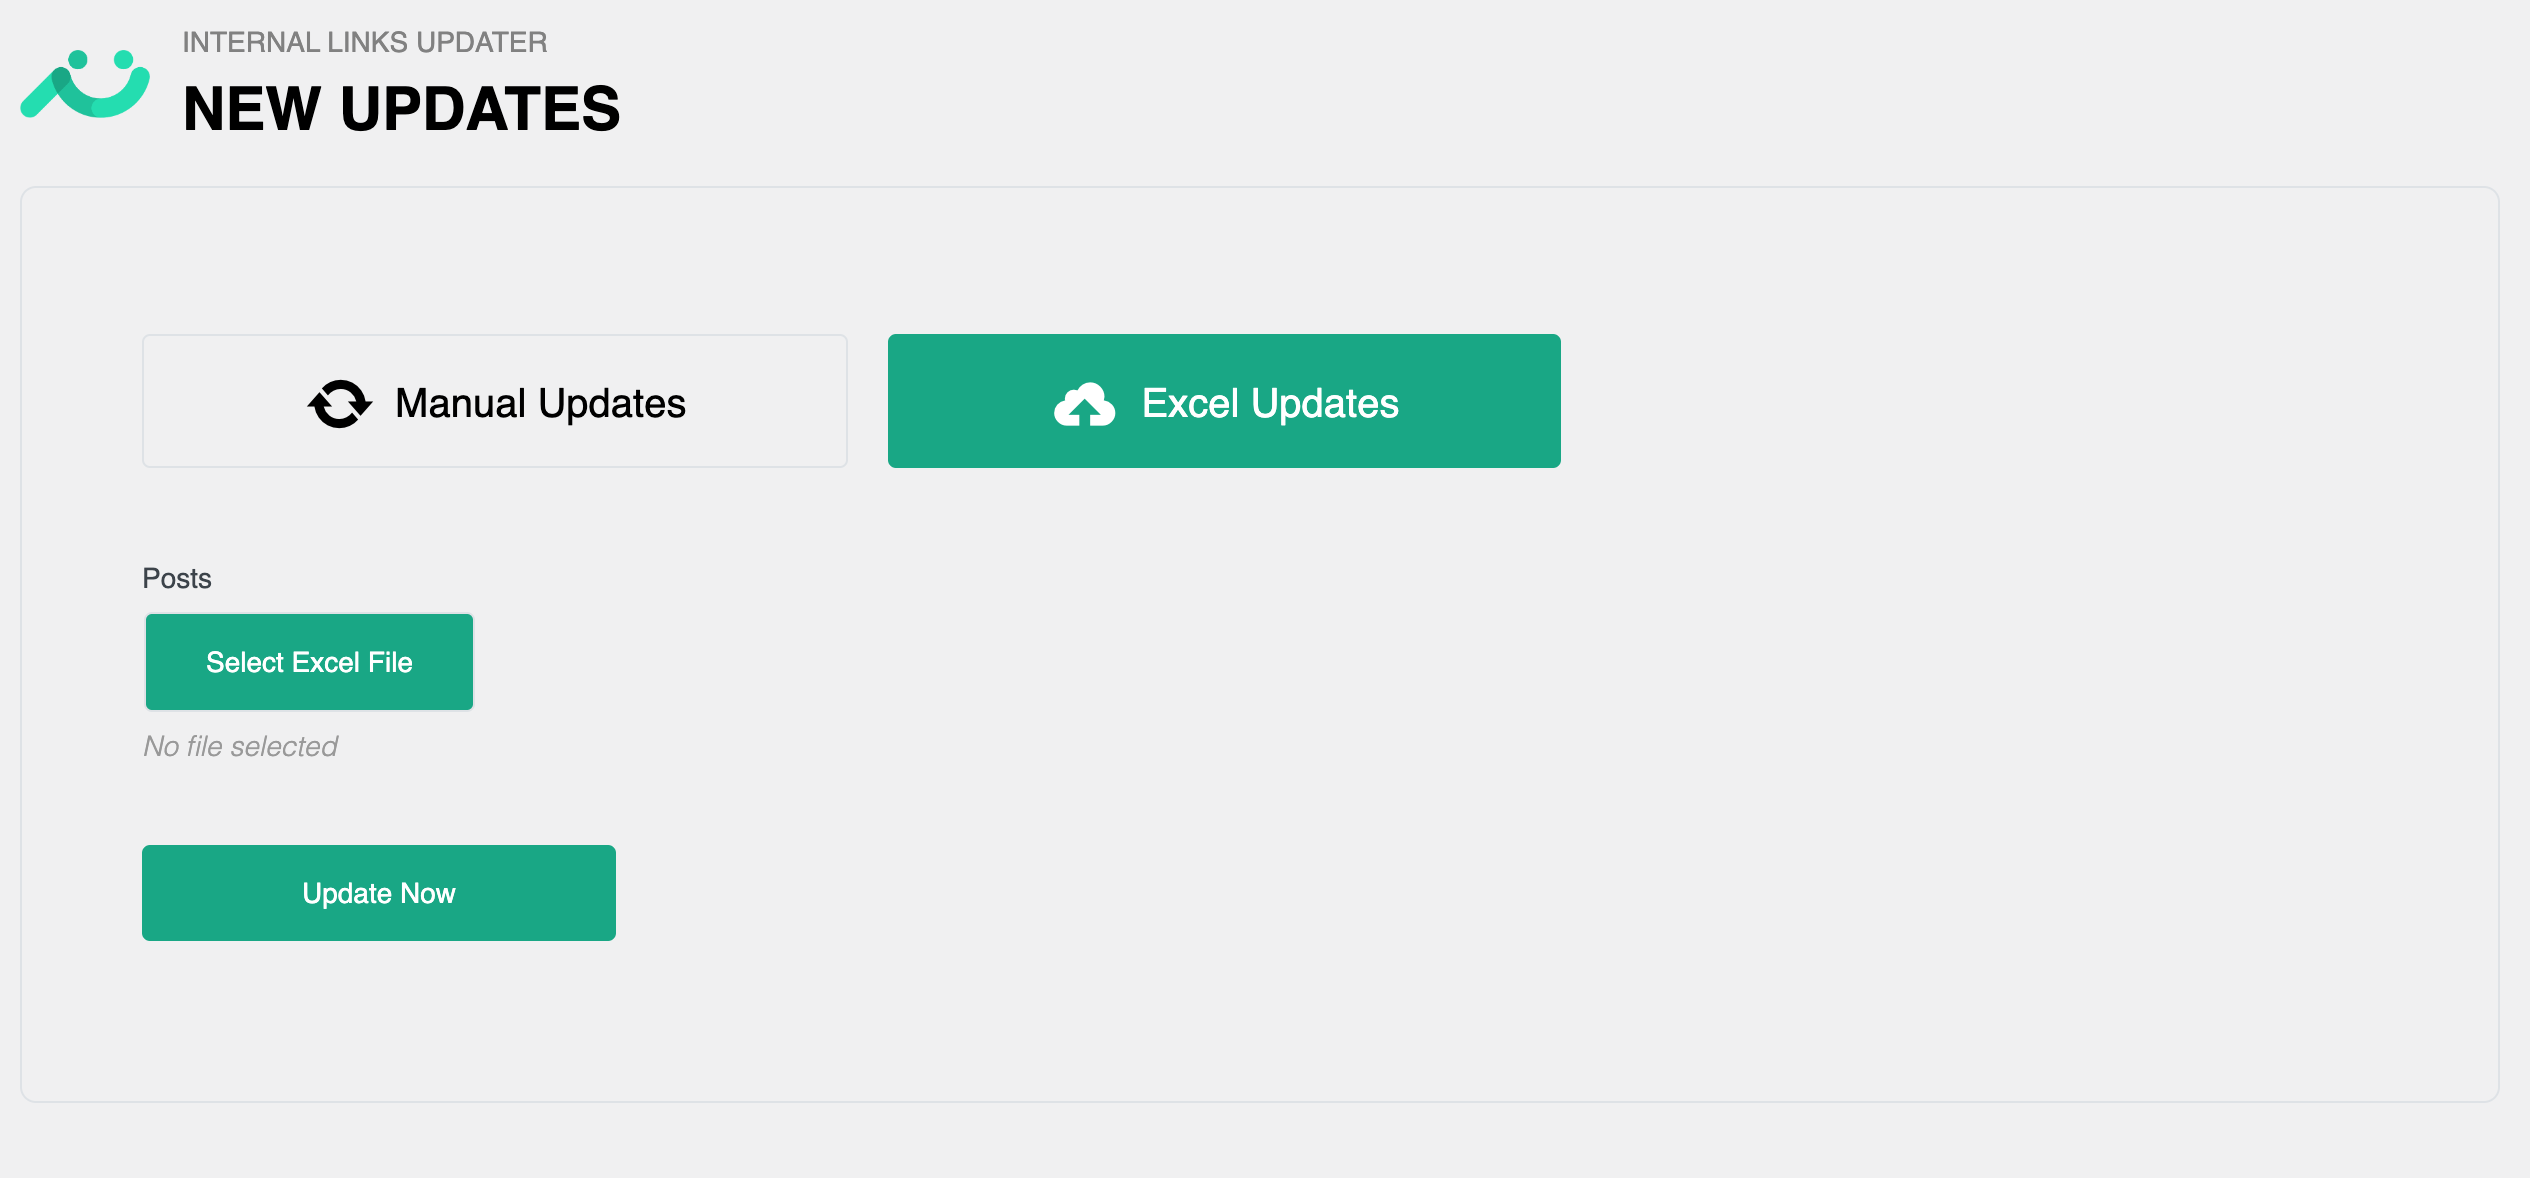 INTERNAL LINKS UPDATER
NEW UPDATES
Manual Updates
Excel Updates
Posts
Select Excel File
No file selected
Update Now